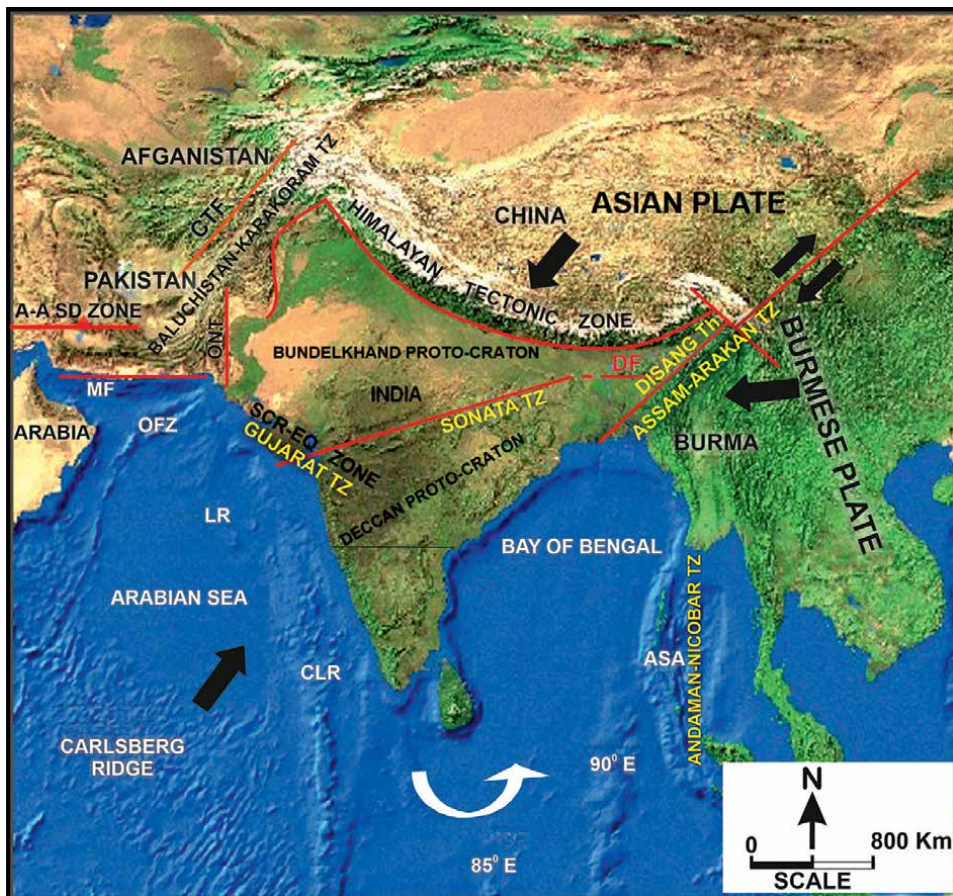 AFGANISTAN
CTF
BALUCHISTAN-KARAKORAM TZ
PAKISTAN
A-A SD ZONE
ONT
MF
OFZ
ARABIA
HIMALAYAN TECTONIC ZONE
CHINA
ASIAN PLATE
BUNDELKHAND PROTO-CRATON
INDIA
SONATA TZ
DF
DISANG Th
ASSAM-ARAKAN TZ
BURMESE PLATE
BURMA
SCR-EQ ZONE
GUJARAT TZ
DECCAN PROTO-CRATON
LR
BAY OF BENGAL
ARABIAN SEA
CLR
ASA
ANDAMAN-NICOBAR TZ
CARLSBERG
RIDGE
90° E
85° E
N
0 800 Km
SCALE